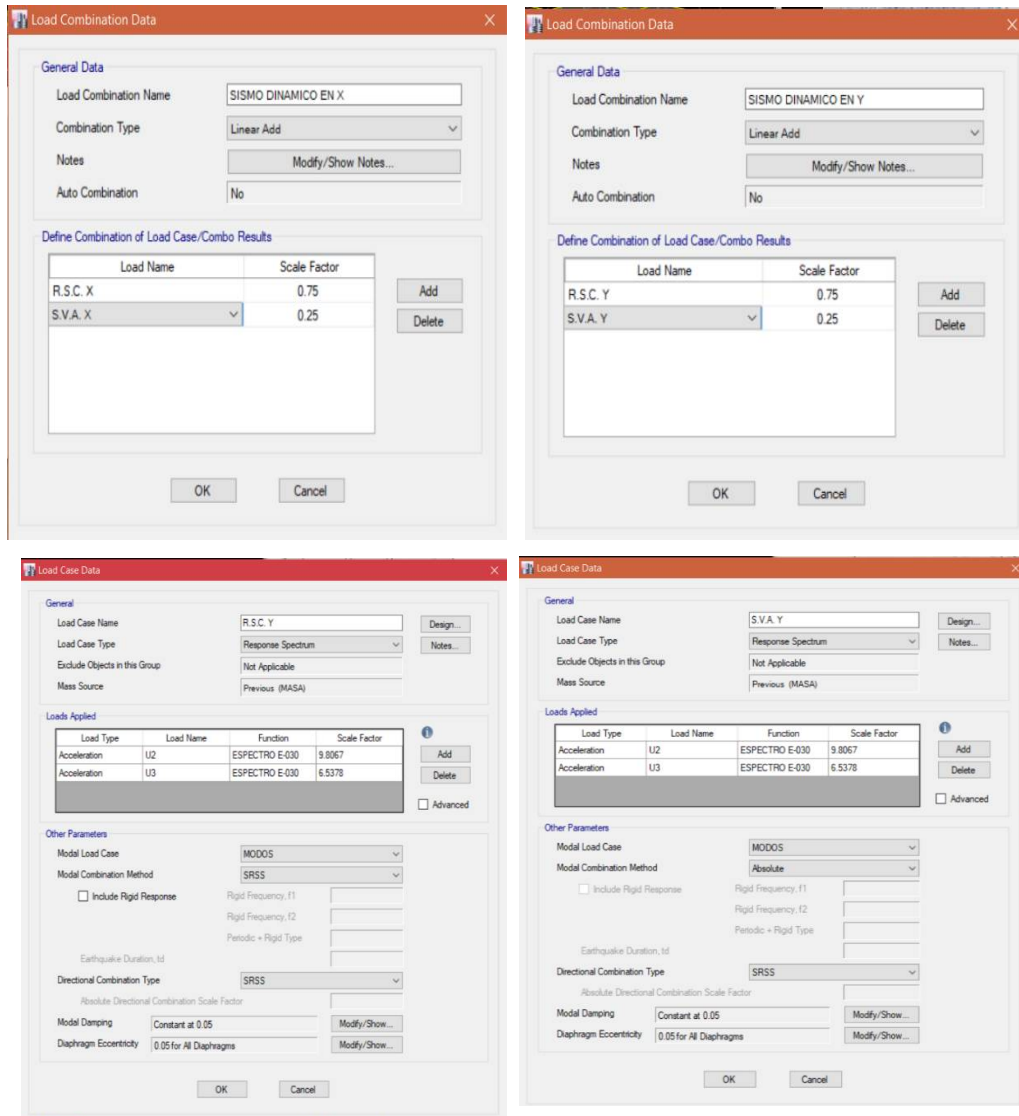 Load Combination Data
General Data
Load Combination Name SISMO DINAMICO EN X
Combination Type Linear Add
Notes Modify/Show Notes...
Auto Combination No
Define Combination of Load Case/Combo Results
Load Name Scale Factor
R.S.C. X 0.75 Add
S.V.A. X 0.25 Delete
OK Cancel
Load Combination Data
General Data
Load Combination Name SISMO DINAMICO EN Y
Combination Type Linear Add
Notes Modify/Show Notes...
Auto Combination No
Define Combination of Load Case/Combo Results
Load Name Scale Factor
R.S.C. Y 0.75 Add
S.V.A. Y 0.25 Delete
OK Cancel
Load Case Data
General
Load Case Name R.S.C. Y Design...
Load Case Type Response Spectrum Notes...
Exclude Objects in this Group Not Applicable
Mass Source Previous (MASA)
Loads Applied
Load Type Load Name Function Scale Factor
Acceleration U2 ESPECTRO E-030 9.8067 Add
Acceleration U3 ESPECTRO E-030 6.5378 Delete
Advanced
Other Parameters
Modal Load Case MODOS
Modal Combination Method SRSS
Include Rigid Response Rigid Frequency, f1
Rigid Frequency, f2
Periodic + Rigid Type
Earthquake Duration, td
Directional Combination Type SRSS
Absolute Directional Combination Scale Factor
Modal Damping Constant at 0.05 Modify/Show...
Diaphragm Eccentricity 0.05 for All Diaphragms Modify/Show...
OK Cancel
Load Case Data
General
Load Case Name S.V.A. Y Design...
Load Case Type Response Spectrum Notes...
Exclude Objects in this Group Not Applicable
Mass Source Previous (MASA)
Loads Applied
Load Type Load Name Function Scale Factor
Acceleration U2 ESPECTRO E-030 9.8067 Add
Acceleration U3 ESPECTRO E-030 6.5378 Delete
Advanced
Other Parameters
Modal Load Case MODOS
Modal Combination Method Absolute
Include Rigid Response Rigid Frequency, f1
Rigid Frequency, f2
Periodic + Rigid Type
Earthquake Duration, td
Directional Combination Type SRSS
Absolute Directional Combination Scale Factor
Modal Damping Constant at 0.05 Modify/Show...
Diaphragm Eccentricity 0.05 for All Diaphragms Modify/Show...
OK Cancel